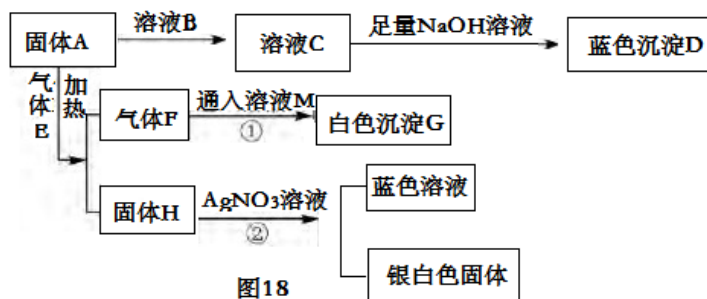 固体A
溶液B
溶液C
足量NaOH溶液
蓝色沉淀D
气体E
加热
气体F
通入溶液M
①
白色沉淀G
固体H
AgNO₃溶液
②
蓝色溶液
银白色固体
图18